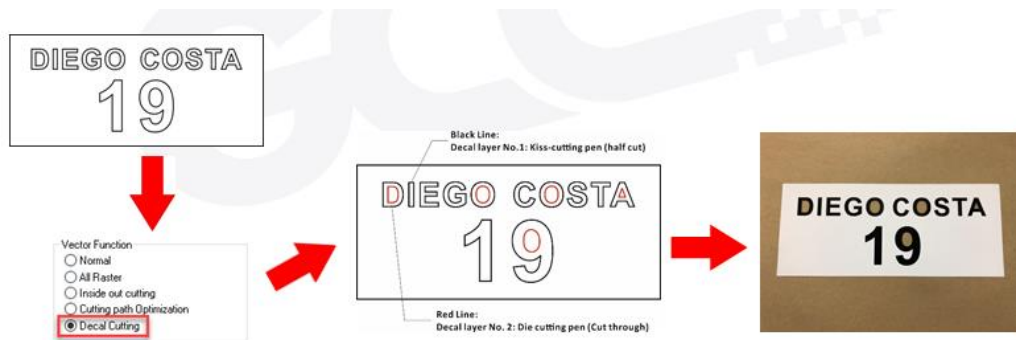 DIEGO COSTA
19
Vector Function
Normal
All Raster
Inside out cutting
Cutting path Optimization
Decal Cutting
Black Line:
Decal layer No.1: Kiss-cutting pen (half cut)
DIEGO COSTA
19
Red Line:
Decal layer No. 2: Die cutting pen (Cut through)
DIEGO COSTA
19
GCC